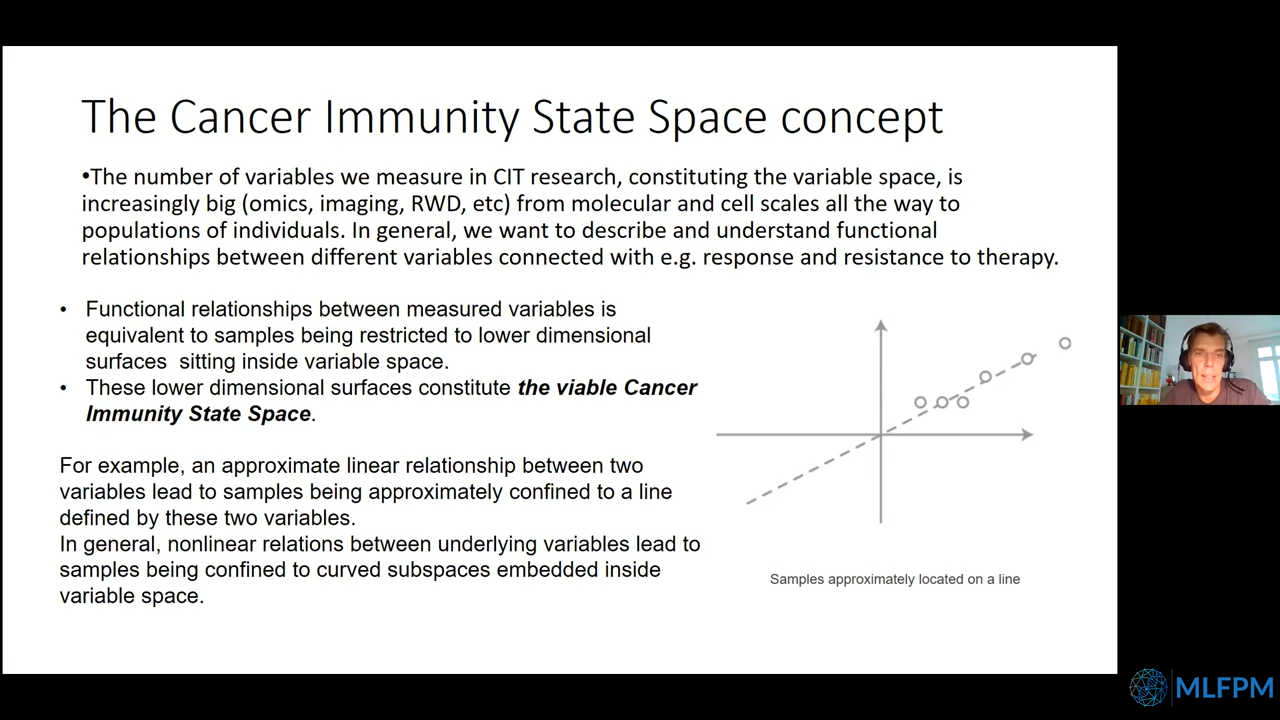 The Cancer Immunity State Space concept
•The number of variables we measure in CIT research, constituting the variable space, is
increasingly big (omics, imaging, RWD, etc) from molecular and cell scales all the way to
populations of individuals. In general, we want to describe and understand functional
relationships between different variables connected with e.g. response and resistance to therapy.
• Functional relationships between measured variables is
equivalent to samples being restricted to lower dimensional
surfaces sitting inside variable space.
• These lower dimensional surfaces constitute the viable Cancer
Immunity State Space.
For example, an approximate linear relationship between two
variables lead to samples being approximately confined to a line
defined by these two variables.
In general, nonlinear relations between underlying variables lead to
samples being confined to curved subspaces embedded inside
variable space.
Samples approximately located on a line
MLFPM